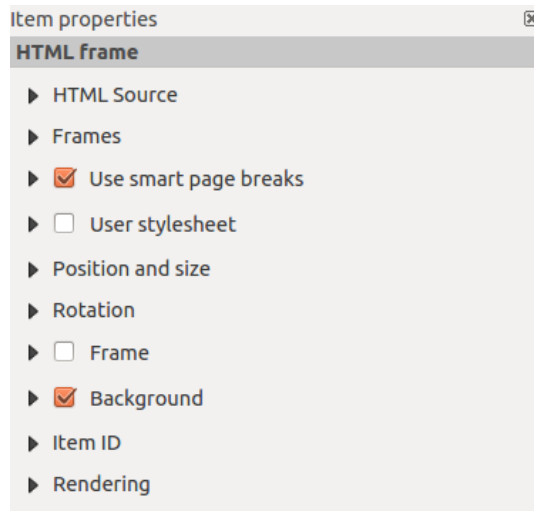 Item properties
HTML frame
HTML Source
Frames
Use smart page breaks
User stylesheet
Position and size
Rotation
Frame
Background
Item ID
Rendering